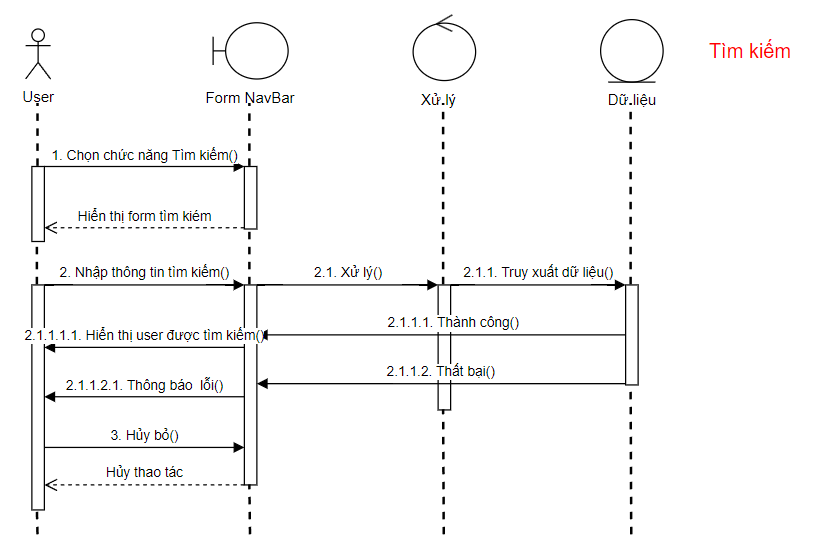 Tìm kiếm
User
Form NavBar
Xử lý
Dữ liệu
1. Chọn chức năng Tìm kiếm()
Hiển thị form tìm kiém
2. Nhập thông tin tìm kiếm()
2.1. Xử lý()
2.1.1. Truy xuất dữ liệu()
2.1.1.1. Thành công()
2.1.1.1.1. Hiển thị user được tìm kiếm()
2.1.1.2. Thất bại()
2.1.1.2.1. Thông báo lỗi()
3. Hủy bỏ()
Hủy thao tác